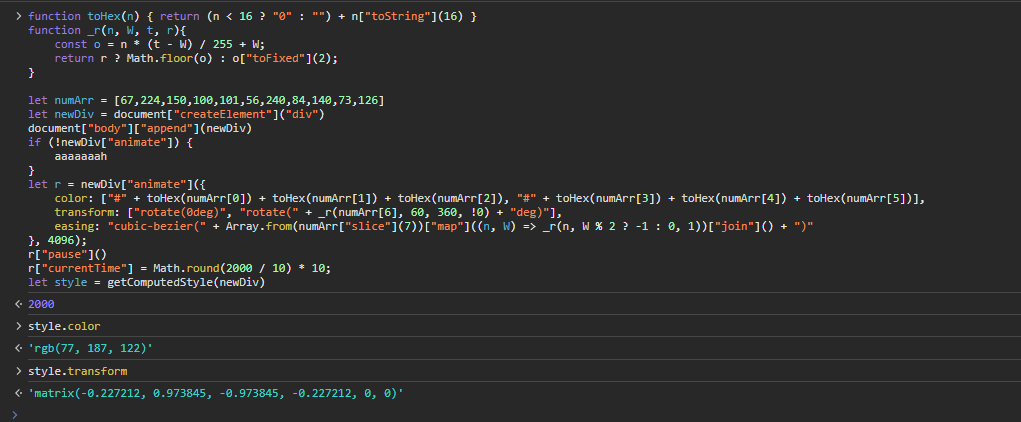 > function toHex(n) { return (n < 16 ? "0" : "") + n["toString"](16) }
function _r(n, W, t, r){
    const o = n * (t - W) / 255 + W;
    return r ? Math.floor(o) : o["toFixed"](2);
}

let numArr = [67,224,150,100,101,56,240,84,140,73,126]
let newDiv = document["createElement"]("div")
document["body"]["append"](newDiv)
if (!newDiv["animate"]) {
    aaaaaaah
}
let r = newDiv["animate"]({
    color: ["#" + toHex(numArr[0]) + toHex(numArr[1]) + toHex(numArr[2]), "#" + toHex(numArr[3]) + toHex(numArr[4]) + toHex(numArr[5])],
    transform: ["rotate(0deg)", "rotate(" + _r(numArr[6], 60, 360, !0) + "deg)"],
    easing: "cubic-bezier(" + Array.from(numArr["slice"](7))["map"]((n, W) => _r(n, W % 2 ? -1 : 0, 1))["join"]() + ")"
}, 4096);
r["pause"]()
r["currentTime"] = Math.round(2000 / 10) * 10;
let style = getComputedStyle(newDiv)
2000
> style.color
'rgb(77, 187, 122)'
> style.transform
'matrix(-0.227212, 0.973845, -0.973845, -0.227212, 0, 0)'
>